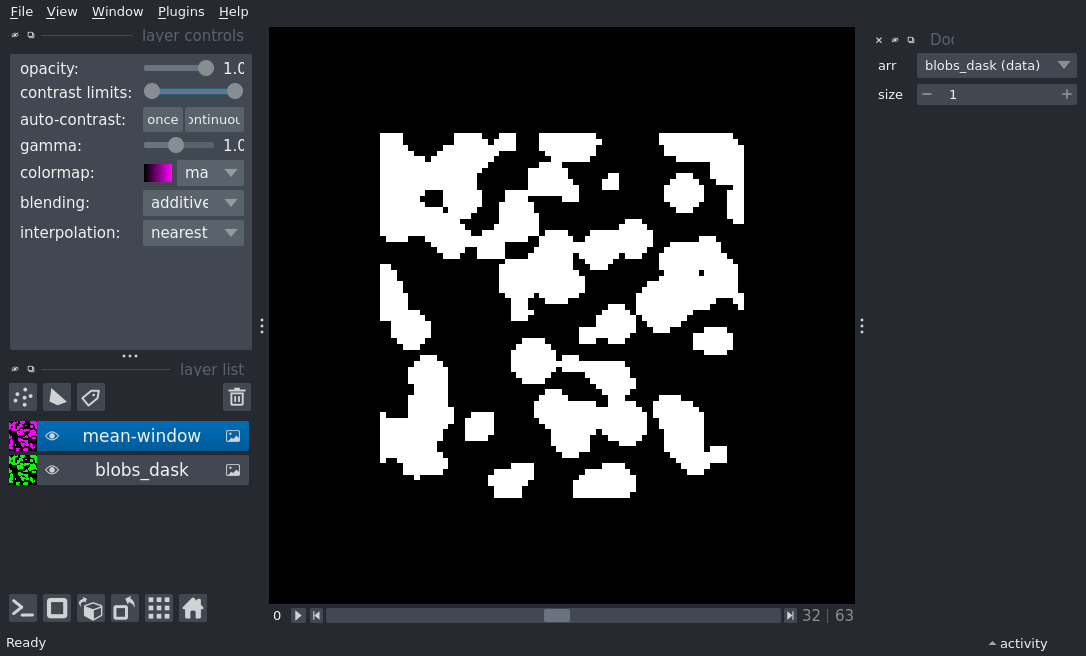 File View Window Plugins Help
layer controls
opacity: 1.0
contrast limits:
auto-contrast: once ontinuou
gamma: 1.0
colormap: ma
blending: additive
interpolation: nearest
layer list
mean-window
blobs_dask
Ready
0 32 | 63
Doc
arr blobs_dask (data)
size − 1 +
activity